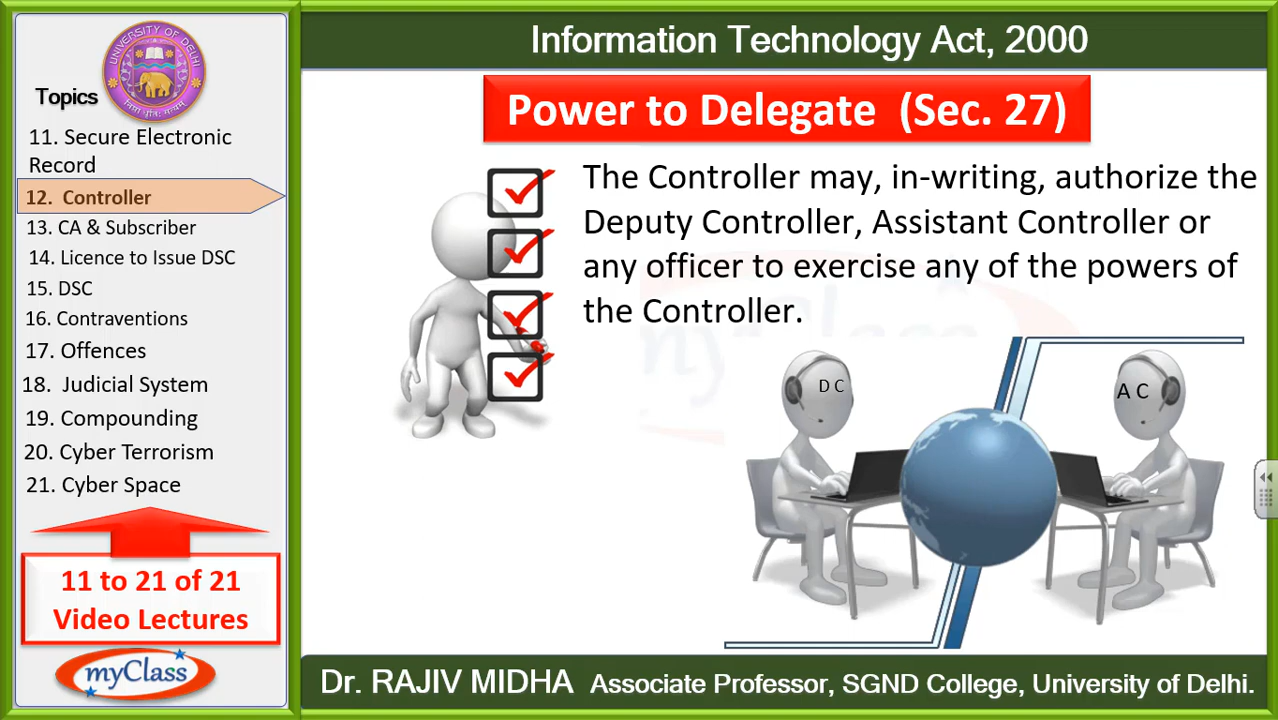 UNIVERSITY OF DELHI
Topics
11. Secure Electronic
Record
12. Controller
13. CA & Subscriber
14. Licence to Issue DSC
15. DSC
16. Contraventions
17. Offences
18. Judicial System
19. Compounding
20. Cyber Terrorism
21. Cyber Space
11 to 21 of 21
Video Lectures
myClass
Information Technology Act, 2000
Power to Delegate (Sec. 27)
The Controller may, in-writing, authorize the
Deputy Controller, Assistant Controller or
any officer to exercise any of the powers of
the Controller.
D C
A C
Dr. RAJIV MIDHA Associate Professor, SGND College, University of Delhi.